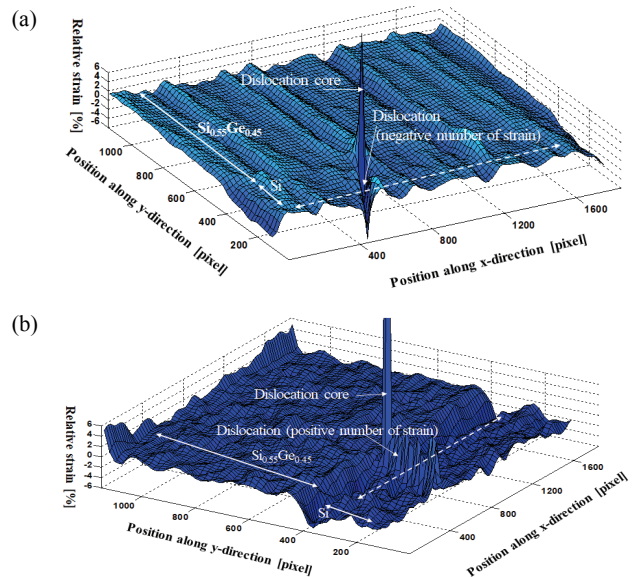 (a)
Relative strain [%]
6
4
2
0
-2
-4
-6
Dislocation core
Dislocation
(negative number of strain)
Si0.55Ge0.45
Si
1000
800
600
400
200
Position along y-direction [pixel]
400
800
1200
1600
Position along x-direction [pixel]
(b)
Relative strain [%]
6
4
2
0
-2
-4
-6
Dislocation core
Dislocation (positive number of strain)
Si0.55Ge0.45
Si
1000
800
600
400
200
Position along y-direction [pixel]
400
800
1200
1600
Position along x-direction [pixel]